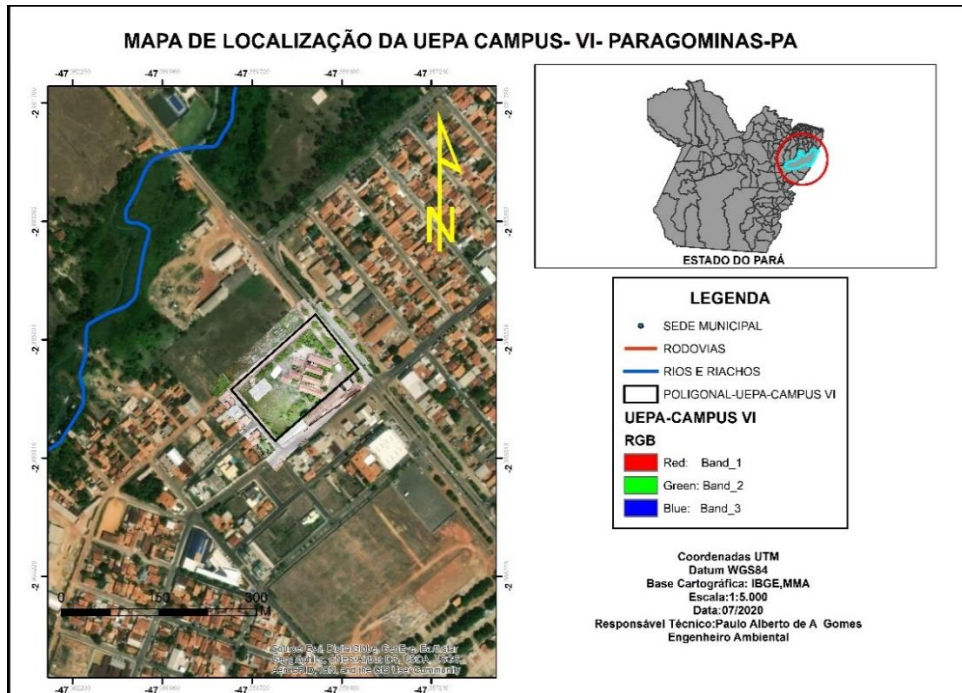 MAPA DE LOCALIZAÇÃO DA UEPA CAMPUS- VI- PARAGOMINAS-PA
N
ESTADO DO PARÁ
LEGENDA
SEDE MUNICIPAL
RODOVIAS
RIOS E RIACHOS
POLIGONAL-UEPA-CAMPUS VI
UEPA-CAMPUS VI
RGB
Red: Band_1
Green: Band_2
Blue: Band_3
Coordenadas UTM
Datum WGS84
Base Cartográfica: IBGE,MMA
Escala:1:5.000
Data:07/2020
Responsável Técnico:Paulo Alberto de A Gomes
Engenheiro Ambiental
0 50 100 200 300
M